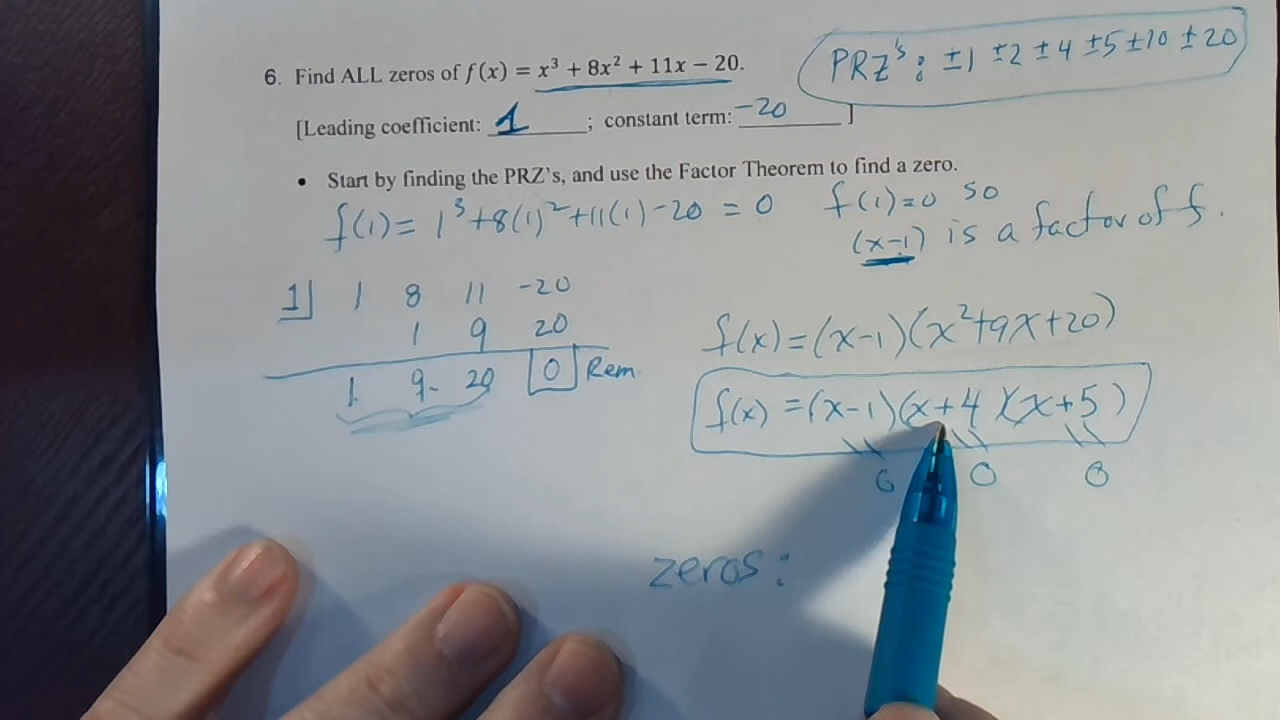 6. Find ALL zeros of f(x) = x³ + 8x² + 11x − 20.
PRZ's: ±1 ±2 ±4 ±5 ±10 ±20
[Leading coefficient: 1 ; constant term: −20 ]
• Start by finding the PRZ's, and use the Factor Theorem to find a zero.
f(1) = 1³+8(1)²+11(1)−20 = 0
f(1)=0 so
(x−1) is a factor of f.
1⌋ 1 8 11 −20
1 9 20
1 9 20 0 Rem
f(x)=(x−1)(x²+9x+20)
f(x) =(x−1)(x+4)(x+5)
0 0 0
zeros: